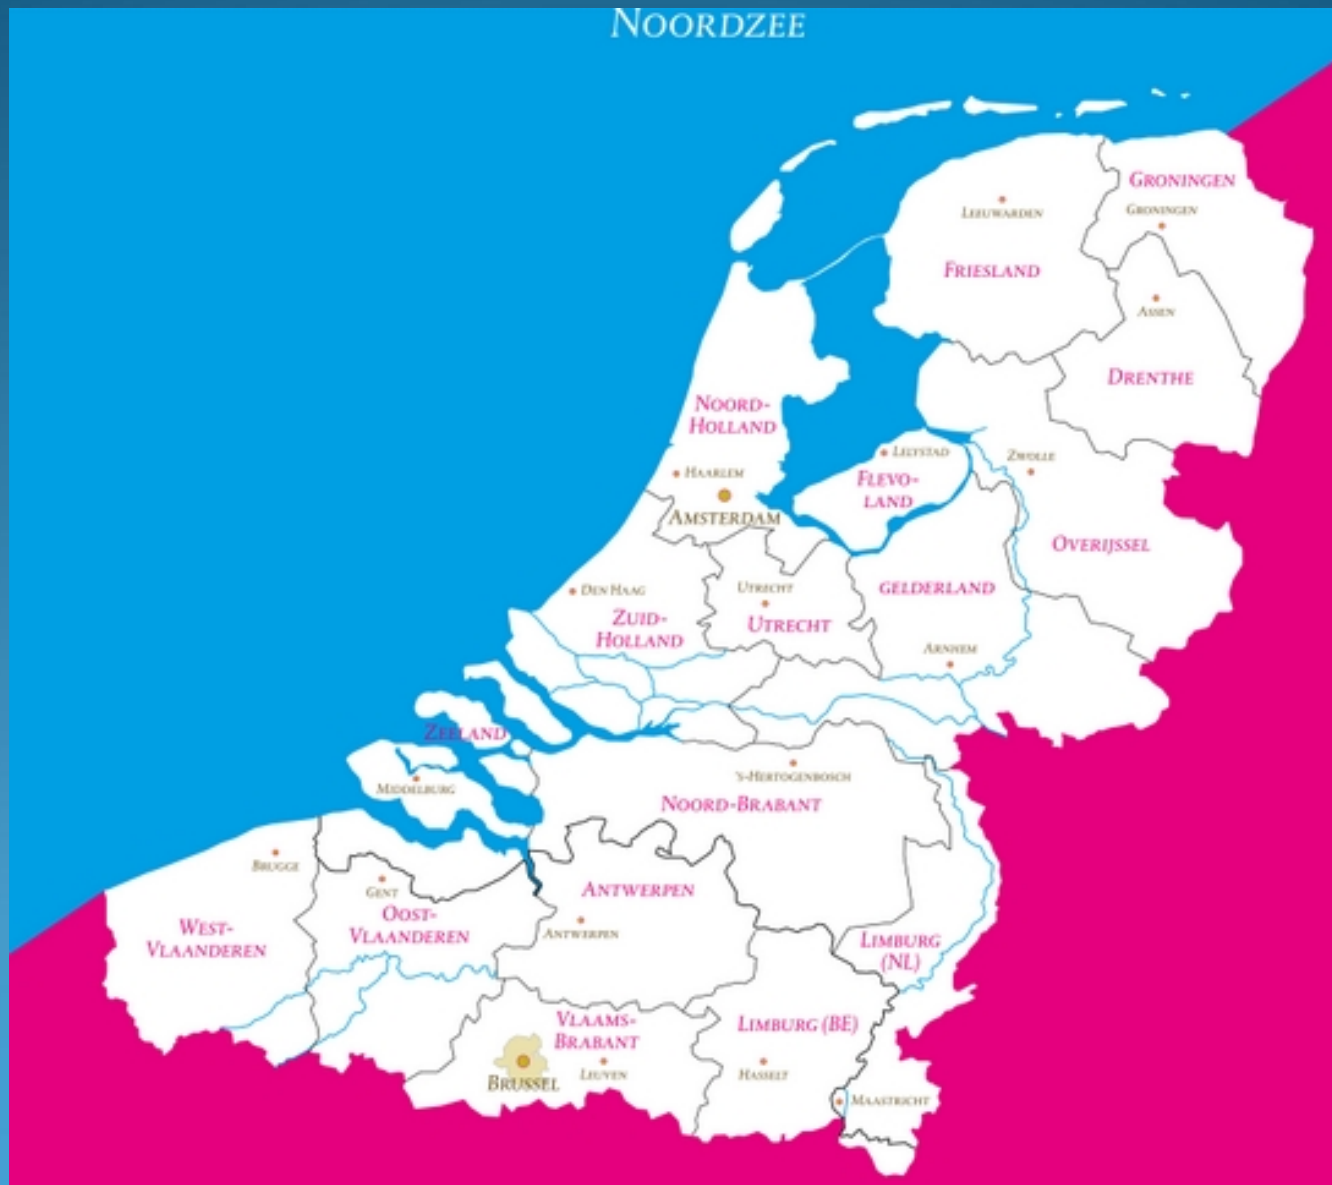 NOORDZEE
GRONINGEN
GRONINGEN
LEEUWARDEN
FRIESLAND
ASSEN
DRENTHE
NOORD-
HOLLAND
HAARLEM
AMSTERDAM
LELYSTAD
FLEVO-
LAND
ZWOLLE
OVERIJSSEL
DEN HAAG
ZUID-
HOLLAND
UTRECHT
UTRECHT
GELDERLAND
ARNHEM
ZEELAND
MIDDELBURG
'S-HERTOGENBOSCH
NOORD-BRABANT
BRUGGE
WEST-
VLAANDEREN
GENT
OOST-
VLAANDEREN
ANTWERPEN
ANTWERPEN
LIMBURG
(NL)
VLAAMS-
BRABANT
BRUSSEL
LEUVEN
LIMBURG (BE)
HASSELT
MAASTRICHT